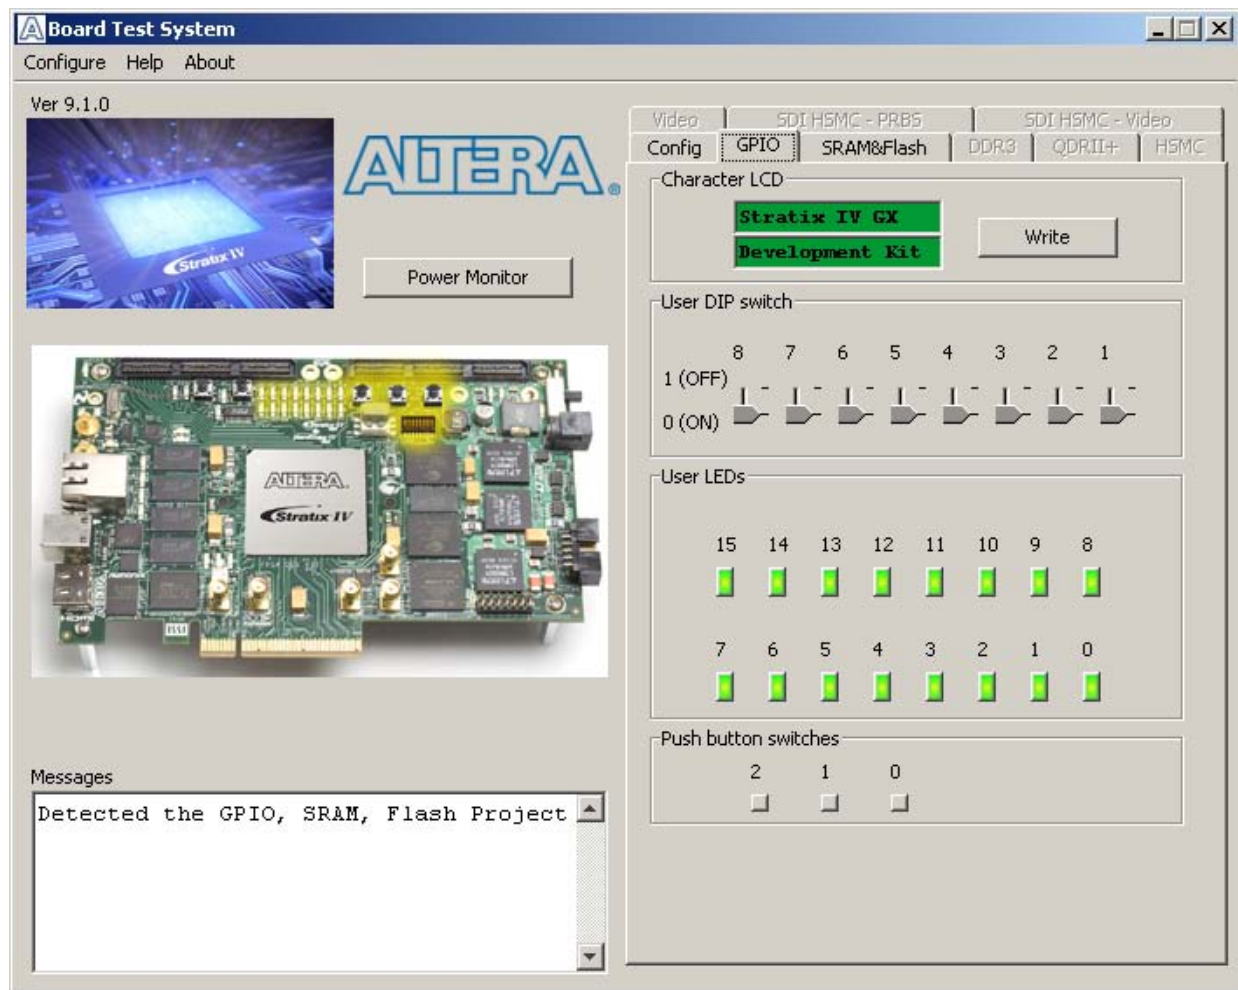 Board Test System
Configure Help About
Ver 9.1.0
Stratix IV
ALTERA
Power Monitor
ALTERA
Stratix IV
Messages
Detected the GPIO, SRAM, Flash Project
Video SDI HSMC - PRBS SDI HSMC - Video
Config GPIO SRAM&Flash DDR3 QDRII+ HSMC
Character LCD
Stratix IV GX
Development Kit
Write
User DIP switch
8 7 6 5 4 3 2 1
1 (OFF)
0 (ON)
User LEDs
15 14 13 12 11 10 9 8
7 6 5 4 3 2 1 0
Push button switches
2 1 0